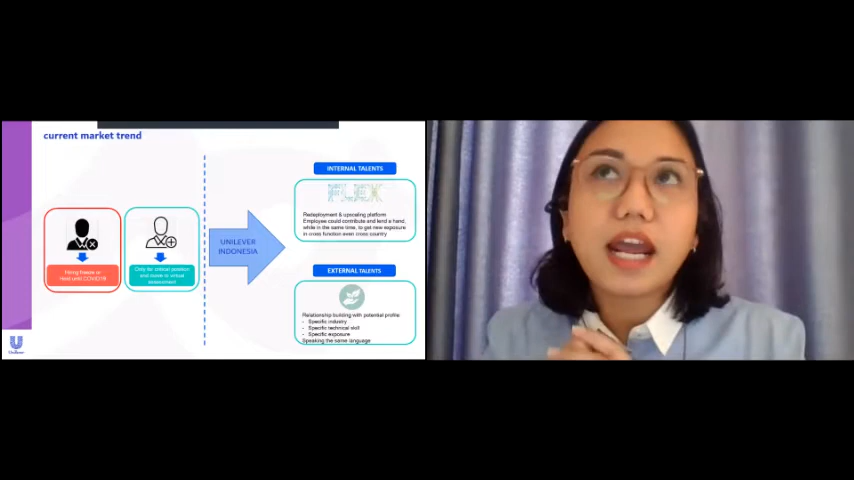 current market trend
INTERNAL TALENTS
FLEX
Redeployment & upscaling platform
Employee could contribute and lend a hand,
while in the same time, to get new exposure
in cross function even cross country
Hiring freeze or
Held until COVID19
Only for critical position
and move to virtual
assessment
UNILEVER
INDONESIA
EXTERNAL TALENTS
Relationship building with potential profile:
- Specific industry
- Specific technical skill
- Specific exposure
Speaking the same language
Unilever